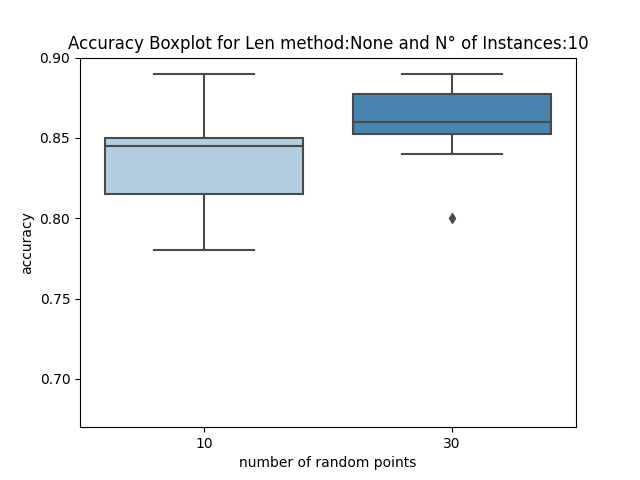 Accuracy Boxplot for Len method:None and N° of Instances:10
0.90
0.85
0.80
0.75
0.70
accuracy
10 30
number of random points